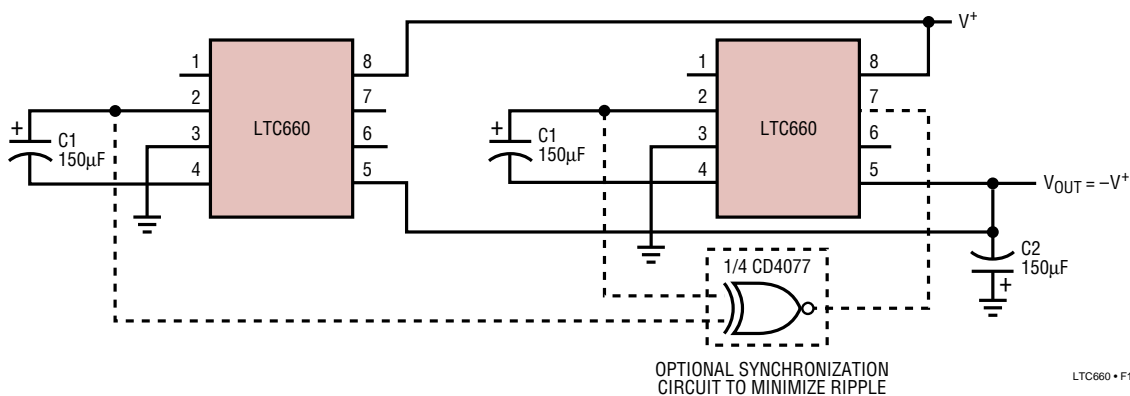 V+
1
2
3
4
8
7
6
5
LTC660
+
C1
150µF
1
2
3
4
8
7
6
5
LTC660
+
C1
150µF
VOUT = –V+
C2
150µF
+
1/4 CD4077
OPTIONAL SYNCHRONIZATION
CIRCUIT TO MINIMIZE RIPPLE
LTC660 • F1